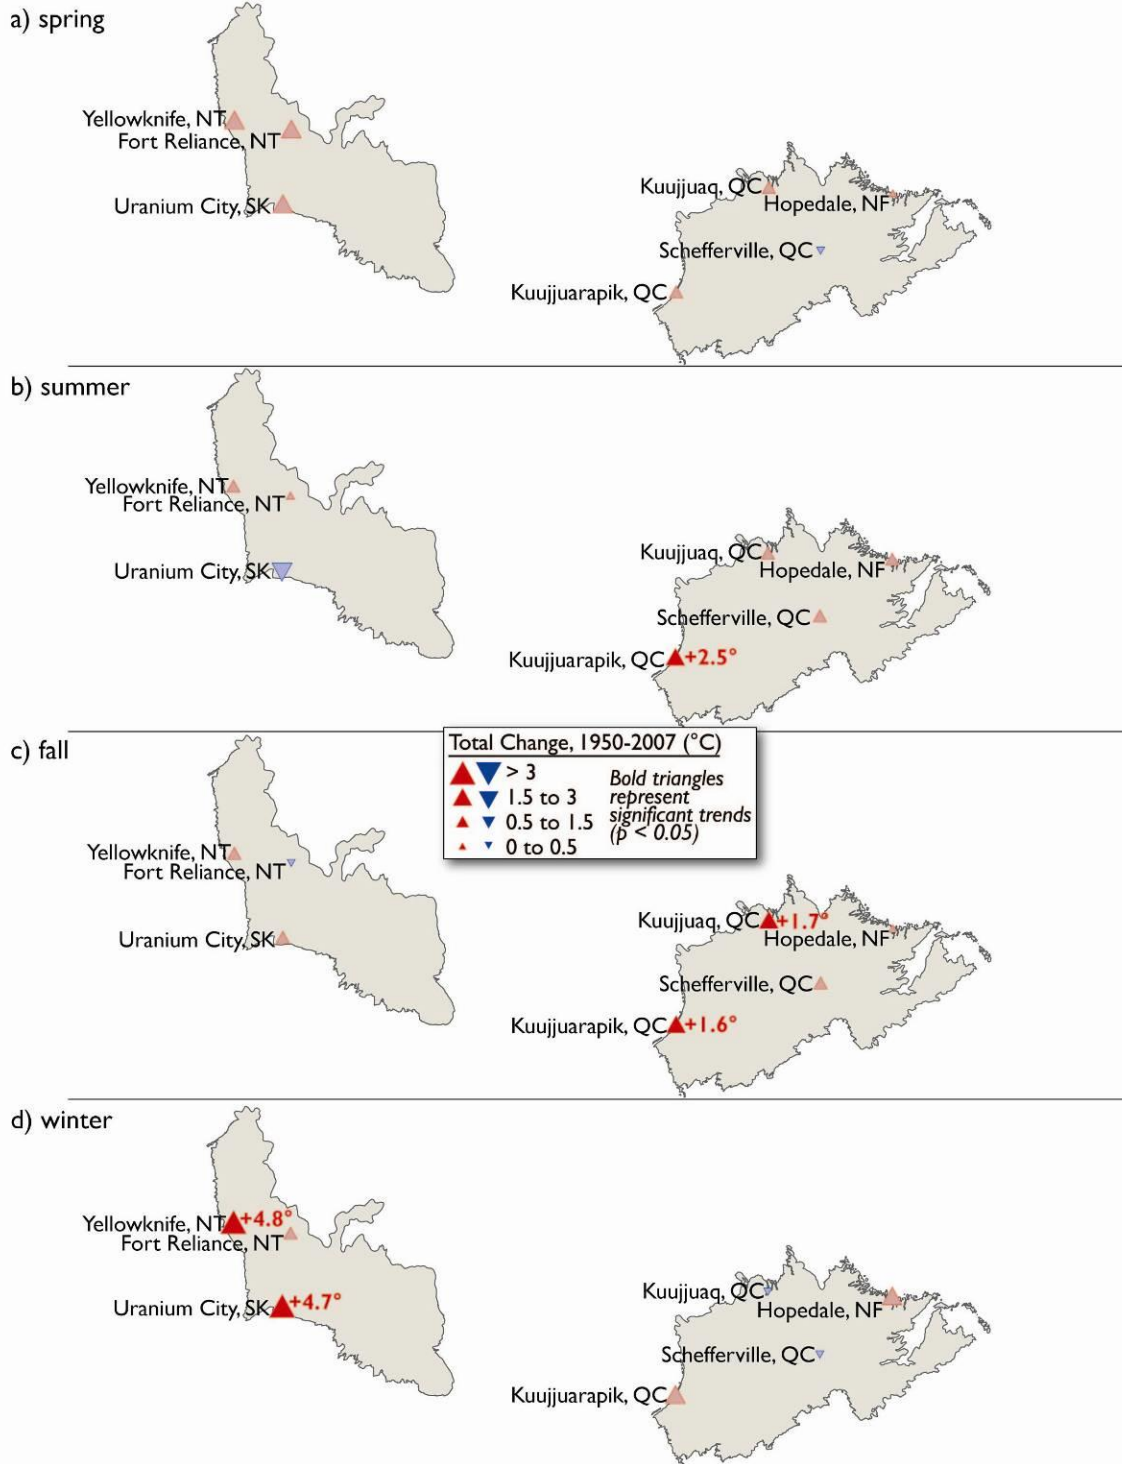 a) spring
Yellowknife, NT
Fort Reliance, NT
Uranium City, SK
Kuujjuaq, QC
Hopedale, NF
Schefferville, QC
Kuujjuarapik, QC
b) summer
Yellowknife, NT
Fort Reliance, NT
Uranium City, SK
Kuujjuaq, QC
Hopedale, NF
Schefferville, QC
Kuujjuarapik, QC +2.5°
c) fall
Total Change, 1950-2007 (°C)
> 3
1.5 to 3
0.5 to 1.5
0 to 0.5
Bold triangles
represent
significant trends
(p < 0.05)
Yellowknife, NT
Fort Reliance, NT
Uranium City, SK
Kuujjuaq, QC +1.7°
Hopedale, NF
Schefferville, QC
Kuujjuarapik, QC +1.6°
d) winter
Yellowknife, NT +4.8°
Fort Reliance, NT
Uranium City, SK +4.7°
Kuujjuaq, QC
Hopedale, NF
Schefferville, QC
Kuujjuarapik, QC